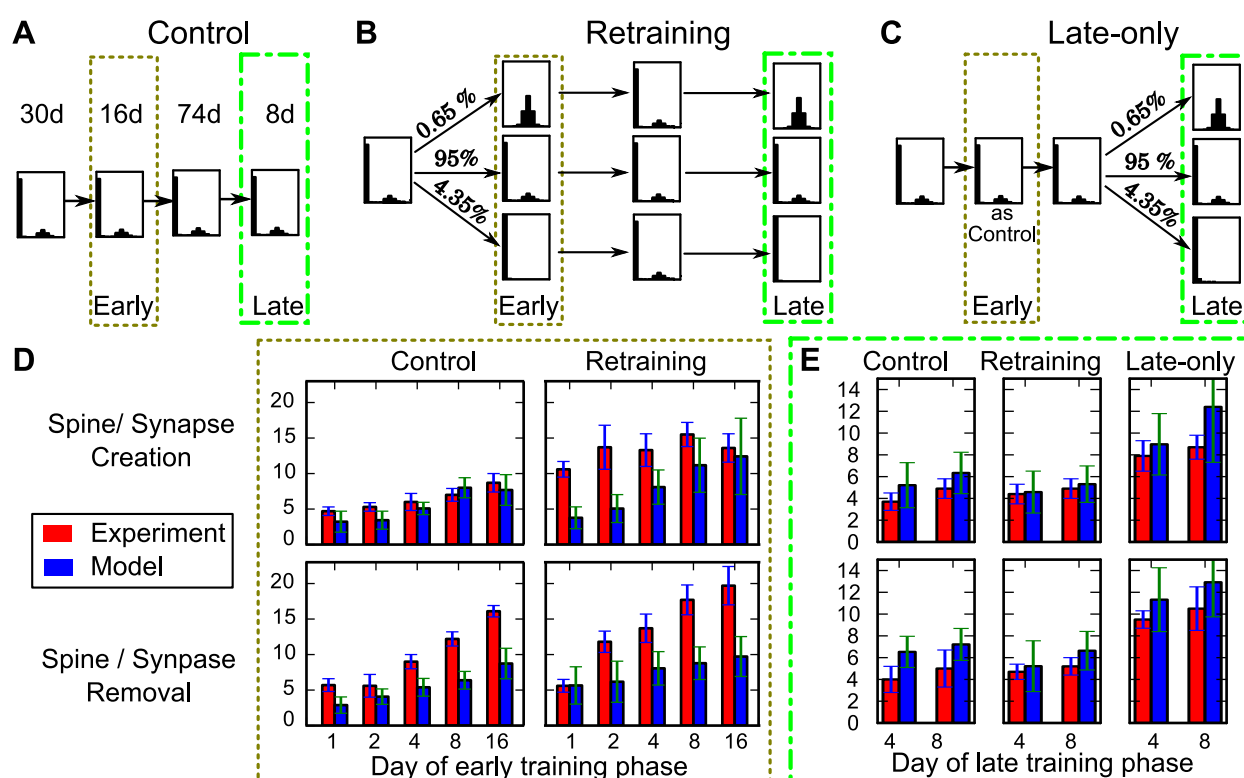 A Control
30d 16d 74d 8d
Early Late
B Retraining
0.65 %
95%
4.35%
Early Late
C Late-only
0.65%
95 %
4.35%
as
Control
Early Late
D Control Retraining
Spine/ Synapse
Creation
20
15
10
5
0
Experiment
Model
Spine / Synpase
Removal
20
15
10
5
0
1 2 4 8 16 1 2 4 8 16
Day of early training phase
E Control Retraining Late-only
14
12
10
8
6
4
2
0
14
12
10
8
6
4
2
0
4 8 4 8 4 8
Day of late training phase